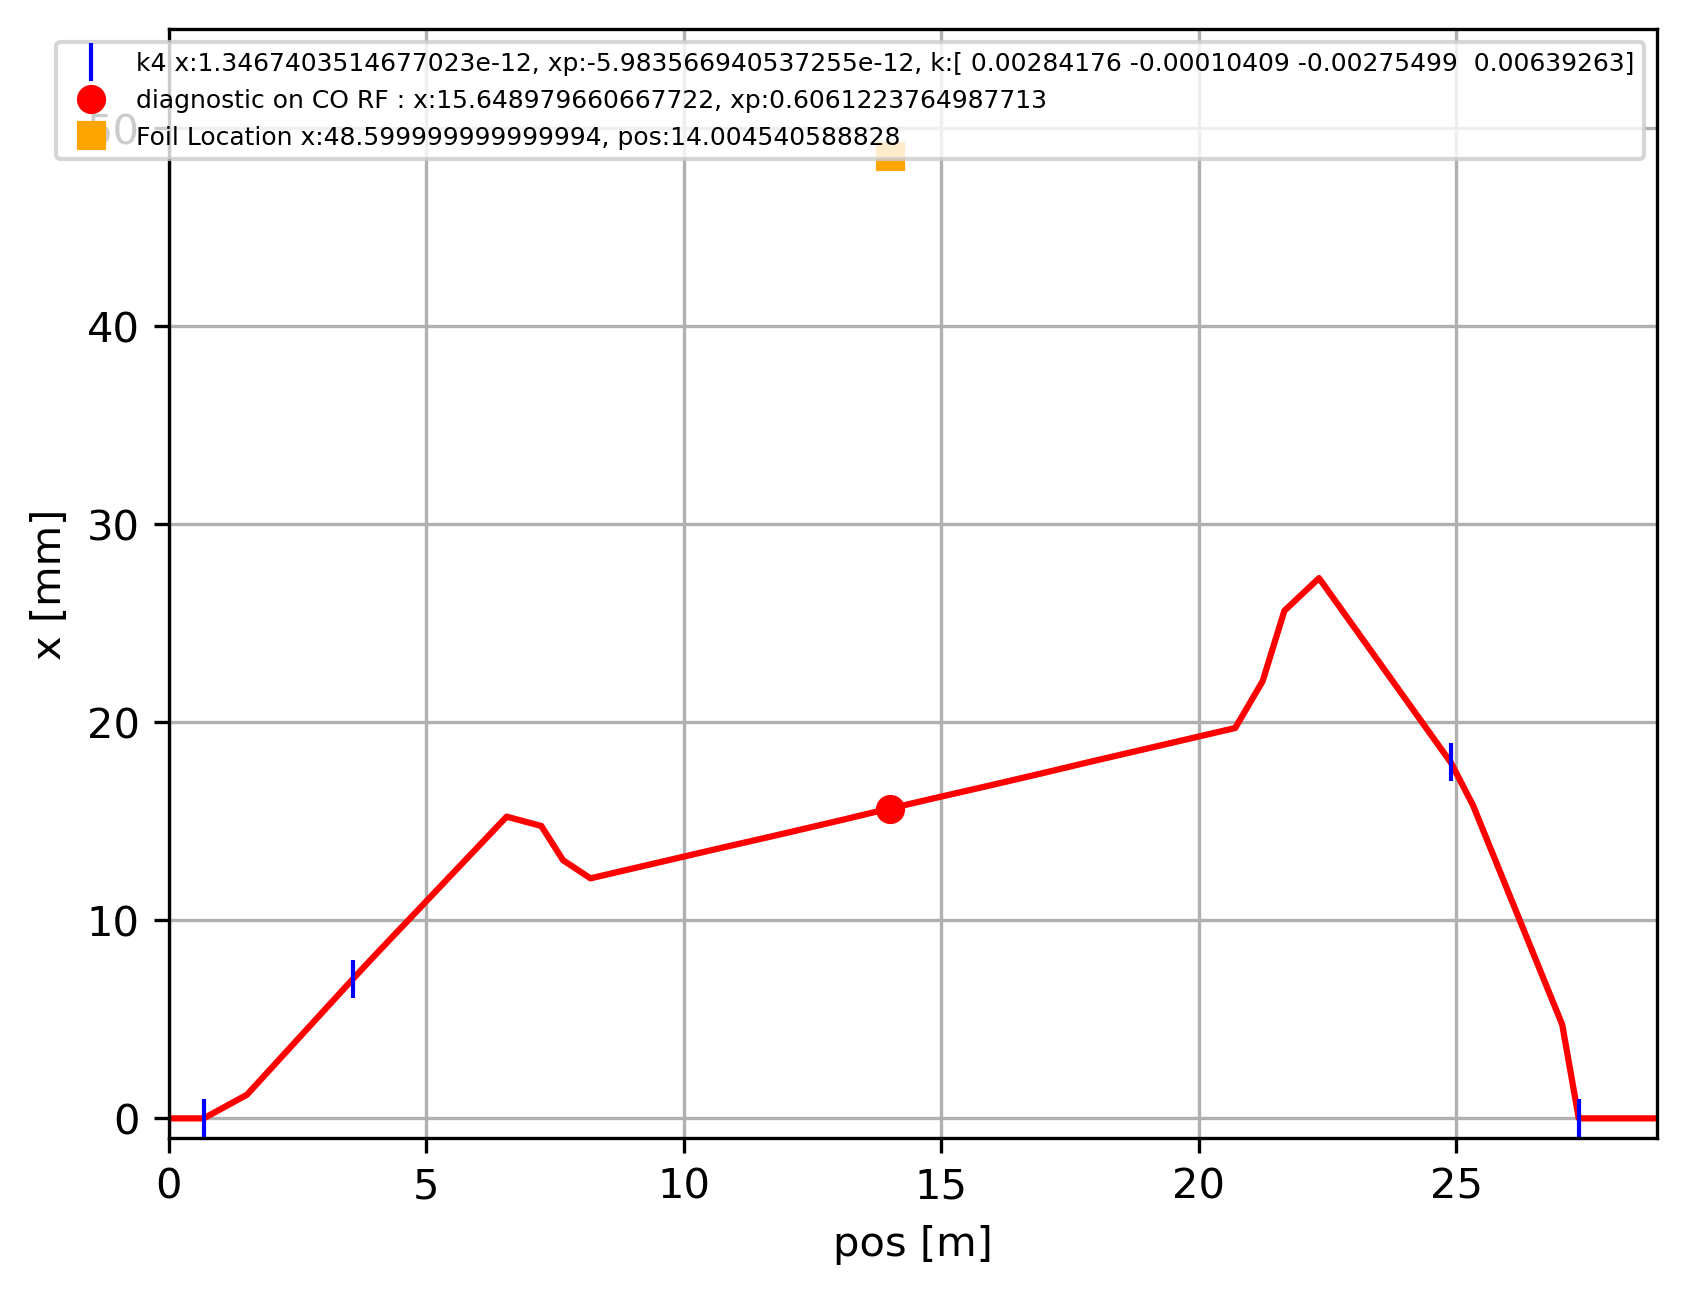 k4 x:1.3467403514677023e-12, xp:-5.983566940537255e-12, k:[ 0.00284176 -0.00010409 -0.00275499  0.00639263]
diagnostic on CO RF : x:15.648979660667722, xp:0.6061223764987713
Foil Location x:48.599999999999994, pos:14.004540588828
50
40
30
20
10
0
x [mm]
0 5 10 15 20 25
pos [m]